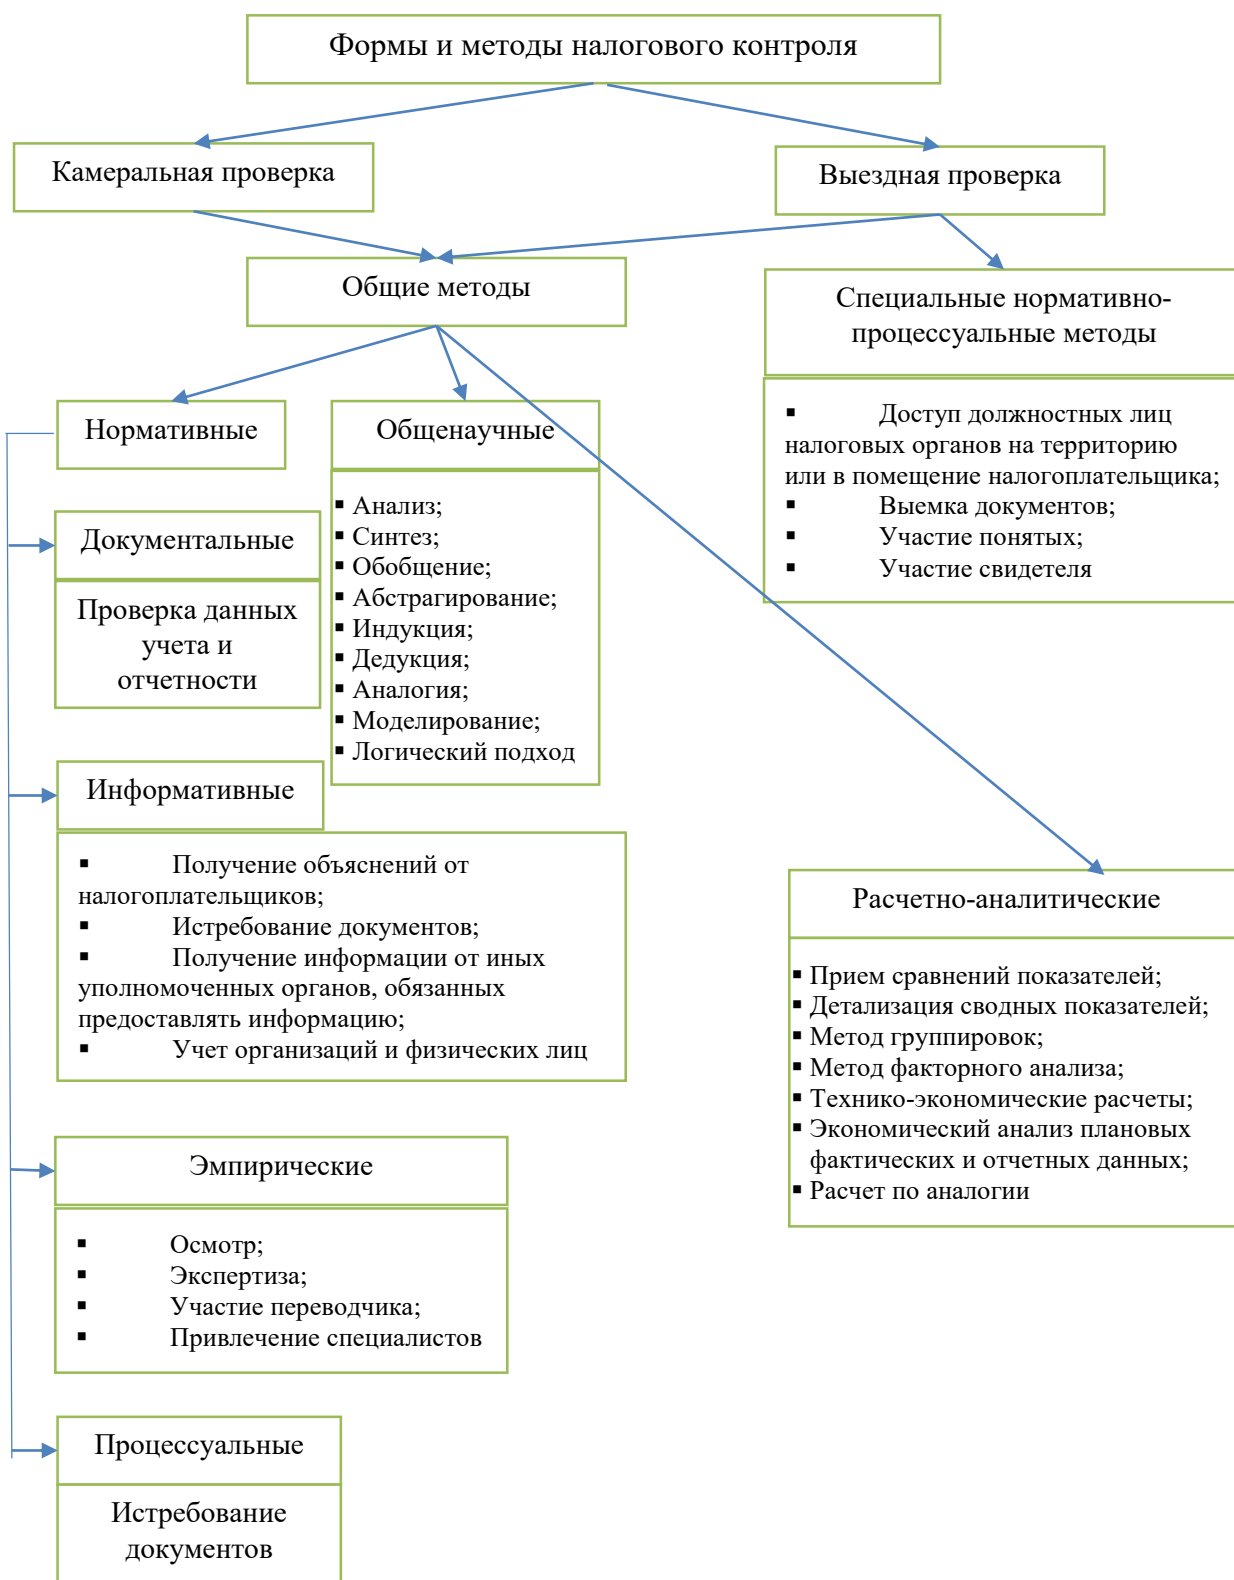 Формы и методы налогового контроля
Камеральная проверка
Выездная проверка
Общие методы
Специальные нормативно-
процессуальные методы
▪ Доступ должностных лиц
налоговых органов на территорию
или в помещение налогоплательщика;
▪ Выемка документов;
▪ Участие понятых;
▪ Участие свидетеля
Нормативные
Общенаучные
▪ Анализ;
▪ Синтез;
▪ Обобщение;
▪ Абстрагирование;
▪ Индукция;
▪ Дедукция;
▪ Аналогия;
▪ Моделирование;
▪ Логический подход
Документальные
Проверка данных
учета и
отчетности
Информативные
▪ Получение объяснений от
налогоплательщиков;
▪ Истребование документов;
▪ Получение информации от иных
уполномоченных органов, обязанных
предоставлять информацию;
▪ Учет организаций и физических лиц
Расчетно-аналитические
▪ Прием сравнений показателей;
▪ Детализация сводных показателей;
▪ Метод группировок;
▪ Метод факторного анализа;
▪ Технико-экономические расчеты;
▪ Экономический анализ плановых
фактических и отчетных данных;
▪ Расчет по аналогии
Эмпирические
▪ Осмотр;
▪ Экспертиза;
▪ Участие переводчика;
▪ Привлечение специалистов
Процессуальные
Истребование
документов